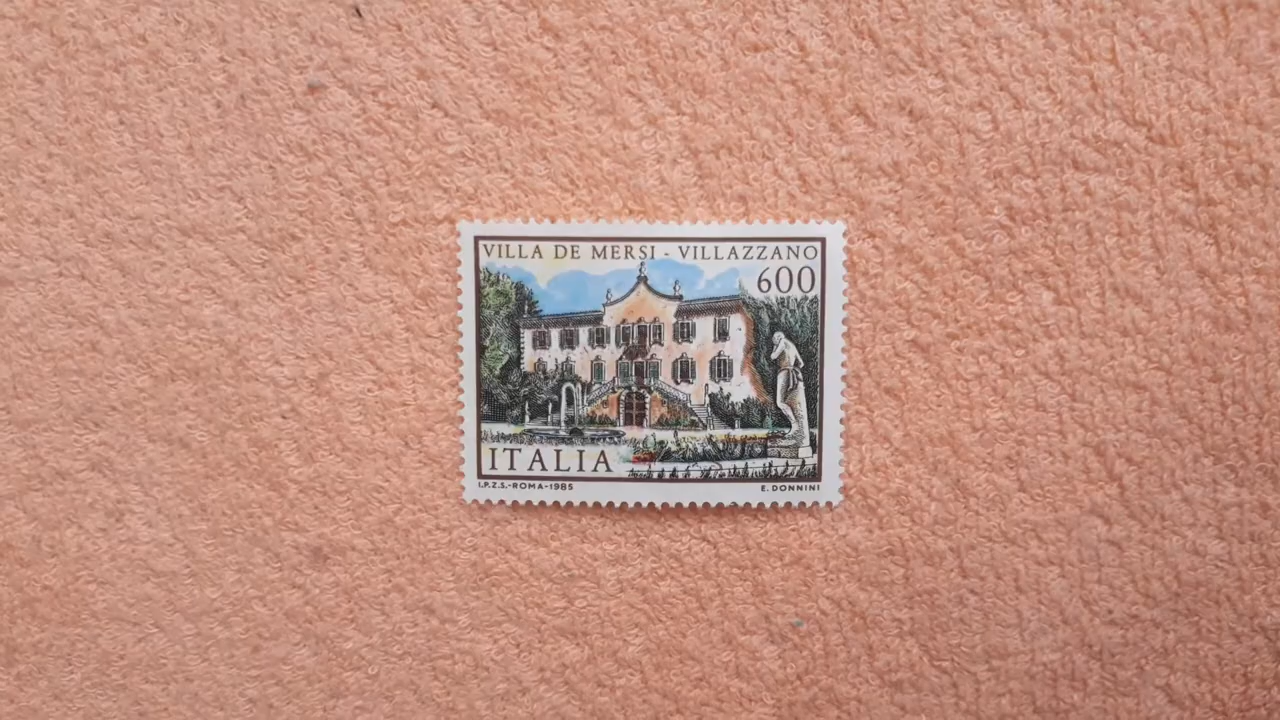 VILLA DE MERSI - VILLAZZANO
600
ITALIA
I.P.Z.S.-ROMA-1985 E. DONNINI